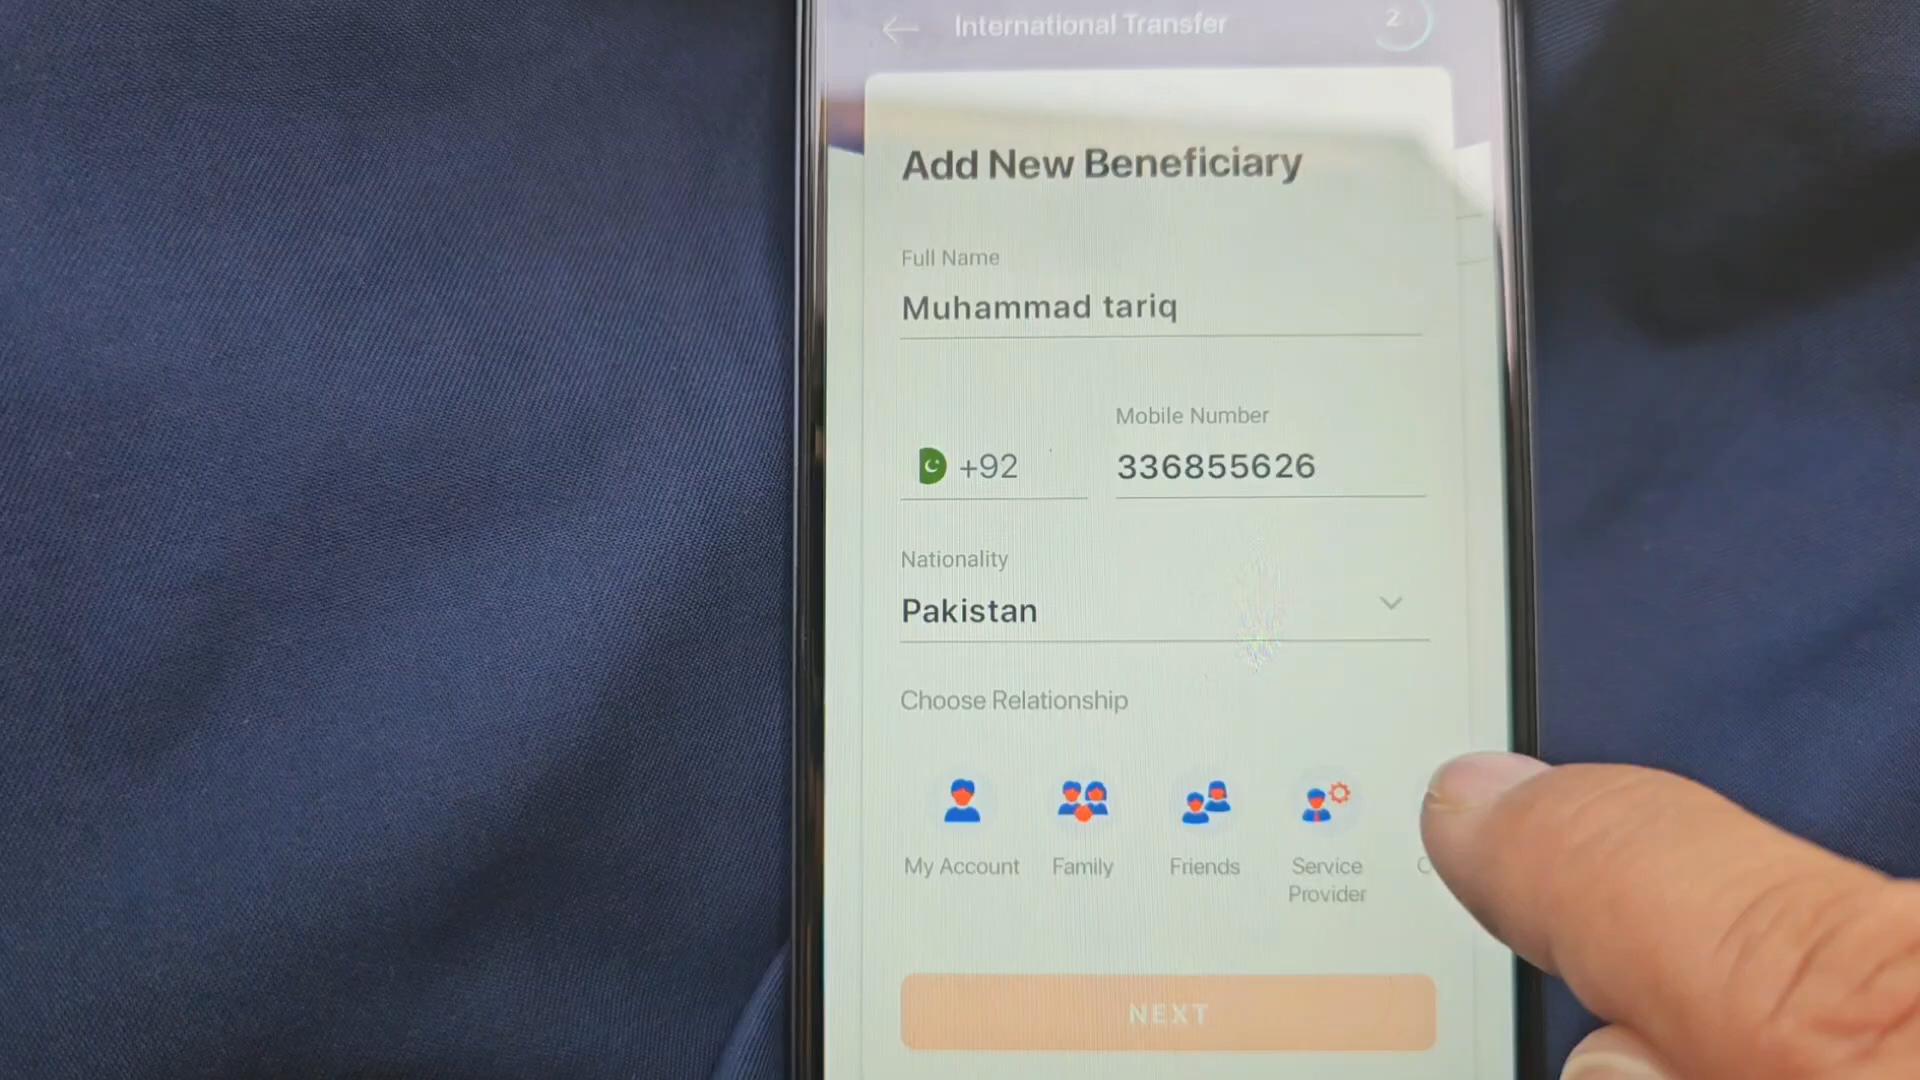 International Transfer
2
Add New Beneficiary
Full Name
Muhammad tariq
Mobile Number
+92 336855626
Nationality
Pakistan
Choose Relationship
My Account Family Friends Service Provider
NEXT